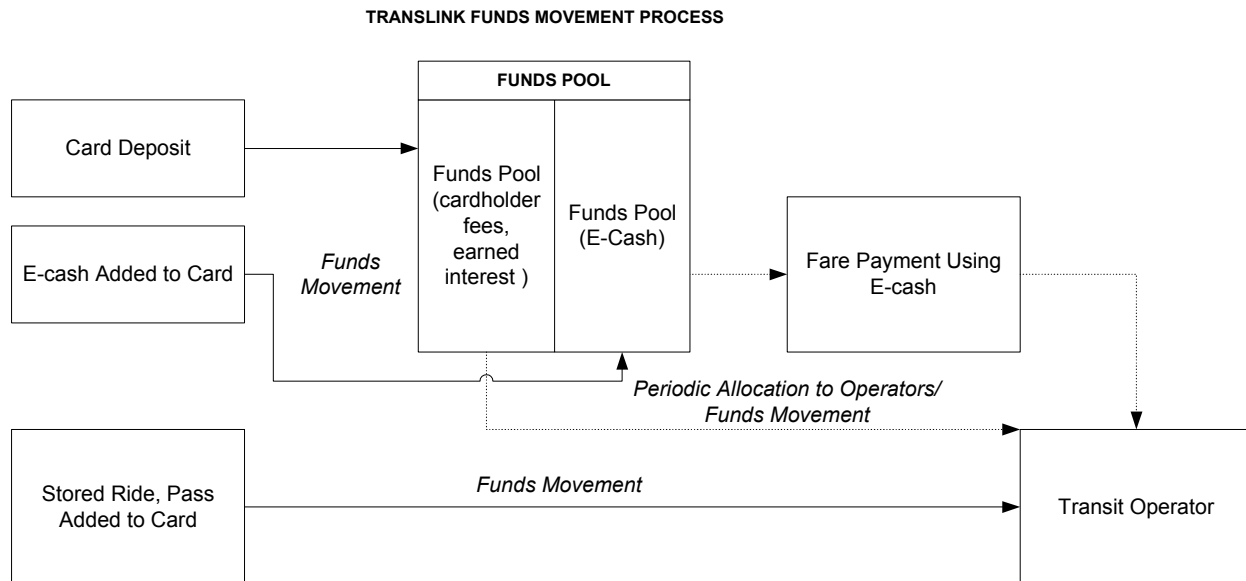 TRANSLINK FUNDS MOVEMENT PROCESS
FUNDS POOL
Card Deposit
Funds Pool
(cardholder
fees,
earned
interest )
Funds Pool
(E-Cash)
E-cash Added to Card
Funds
Movement
Fare Payment Using
E-cash
Periodic Allocation to Operators/
Funds Movement
Stored Ride, Pass
Added to Card
Funds Movement
Transit Operator